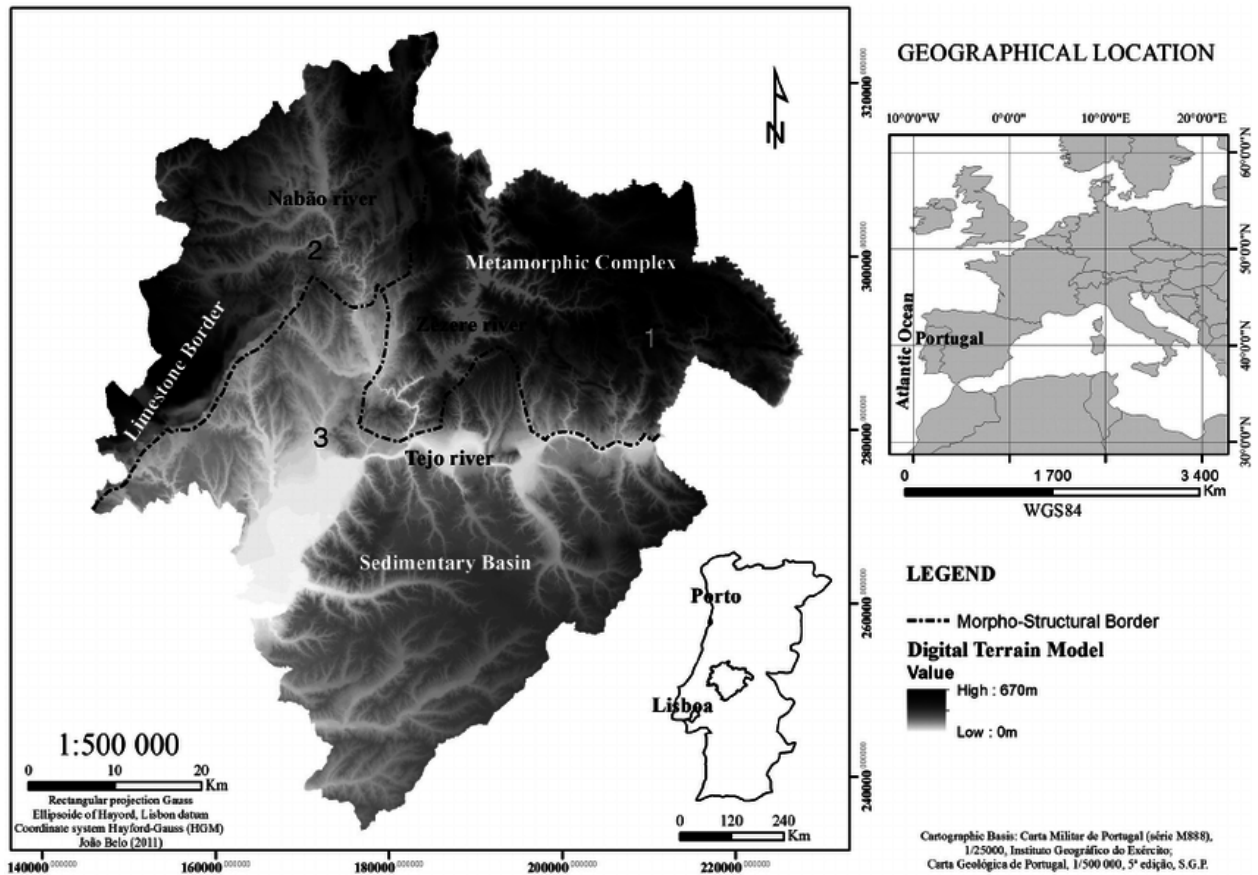 GEOGRAPHICAL LOCATION
10°0'0"W 0°0'0" 10°0'0"E 20°0'0"E
60°0'0"N
50°0'0"N
40°0'0"N
30°0'0"N
Atlantic Ocean
Portugal
0 1 700 3 400
Km
WGS84
N
Nabão river
2
Metamorphic Complex
Zêzere river
1
Limestone Border
3
Tejo river
Sedimentary Basin
320000
300000
280000
260000
240000
Porto
Lisboa
0 120 240
Km
LEGEND
Morpho-Structural Border
Digital Terrain Model
Value
High : 670m
Low : 0m
1:500 000
0 10 20
Km
Rectangular projection Gauss
Ellipsoide of Hayord, Lisbon datum
Coordinate system Hayford-Gauss (HGM)
João Belo (2011)
140000 160000 180000 200000 220000
Cartographic Basis: Carta Militar de Portugal (série M888),
1/25000, Instituto Geográfico do Exército;
Carta Geológica de Portugal, 1/500 000, 5ª edição, S.G.P.